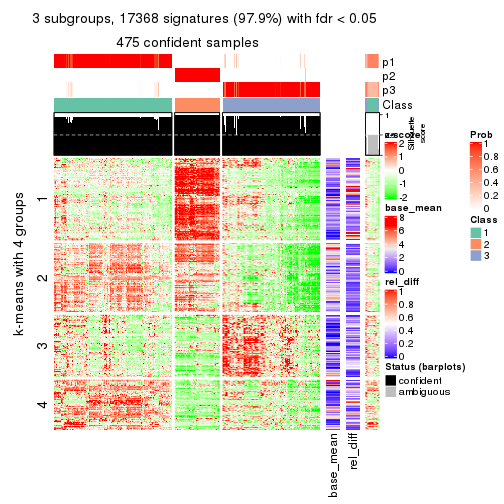 3 subgroups, 17368 signatures (97.9%) with fdr < 0.05
475 confident samples
p1
p2
p3
Class
1
Silhouette
score
k-means with 4 groups
1
2
3
4
base_mean
rel_diff
z-score
2
1
0
-1
-2
base_mean
8
6
4
2
0
rel_diff
1
0.8
0.6
0.4
0.2
0
Status (barplots)
confident
ambiguous
Prob
1
0.8
0.6
0.4
0.2
0
Class
1
2
3